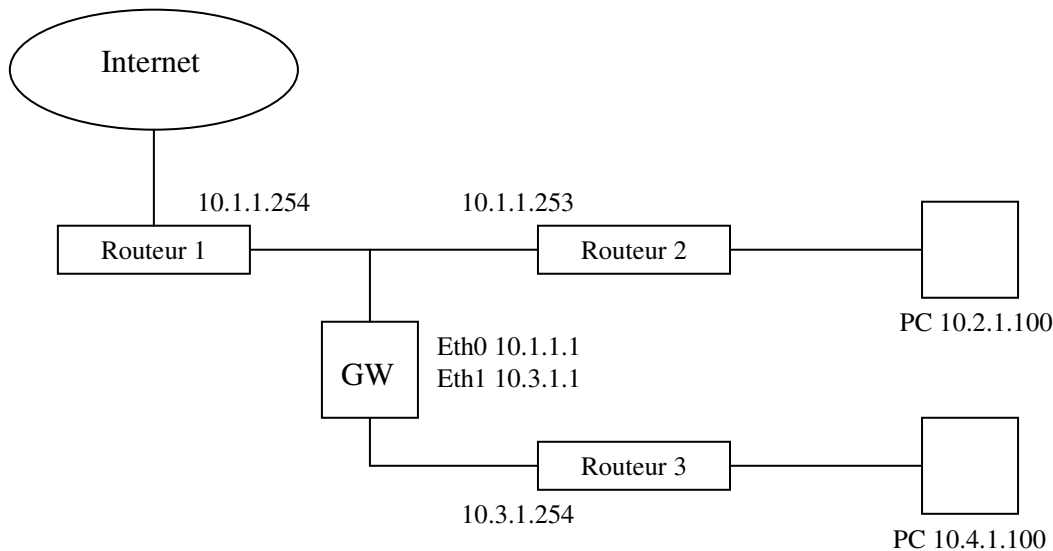 Internet
10.1.1.254
10.1.1.253
Routeur 1
Routeur 2
PC 10.2.1.100
GW
Eth0 10.1.1.1
Eth1 10.3.1.1
Routeur 3
10.3.1.254
PC 10.4.1.100